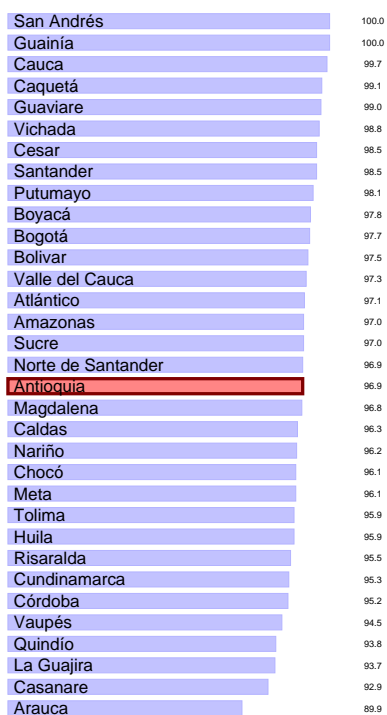 San Andrés 100.0
Guainía 100.0
Cauca 99.7
Caquetá 99.1
Guaviare 99.0
Vichada 98.8
Cesar 98.5
Santander 98.5
Putumayo 98.1
Boyacá 97.8
Bogotá 97.7
Bolivar 97.5
Valle del Cauca 97.3
Atlántico 97.1
Amazonas 97.0
Sucre 97.0
Norte de Santander 96.9
Antioquia 96.9
Magdalena 96.8
Caldas 96.3
Nariño 96.2
Chocó 96.1
Meta 96.1
Tolima 95.9
Huila 95.9
Risaralda 95.5
Cundinamarca 95.3
Córdoba 95.2
Vaupés 94.5
Quindío 93.8
La Guajira 93.7
Casanare 92.9
Arauca 89.9